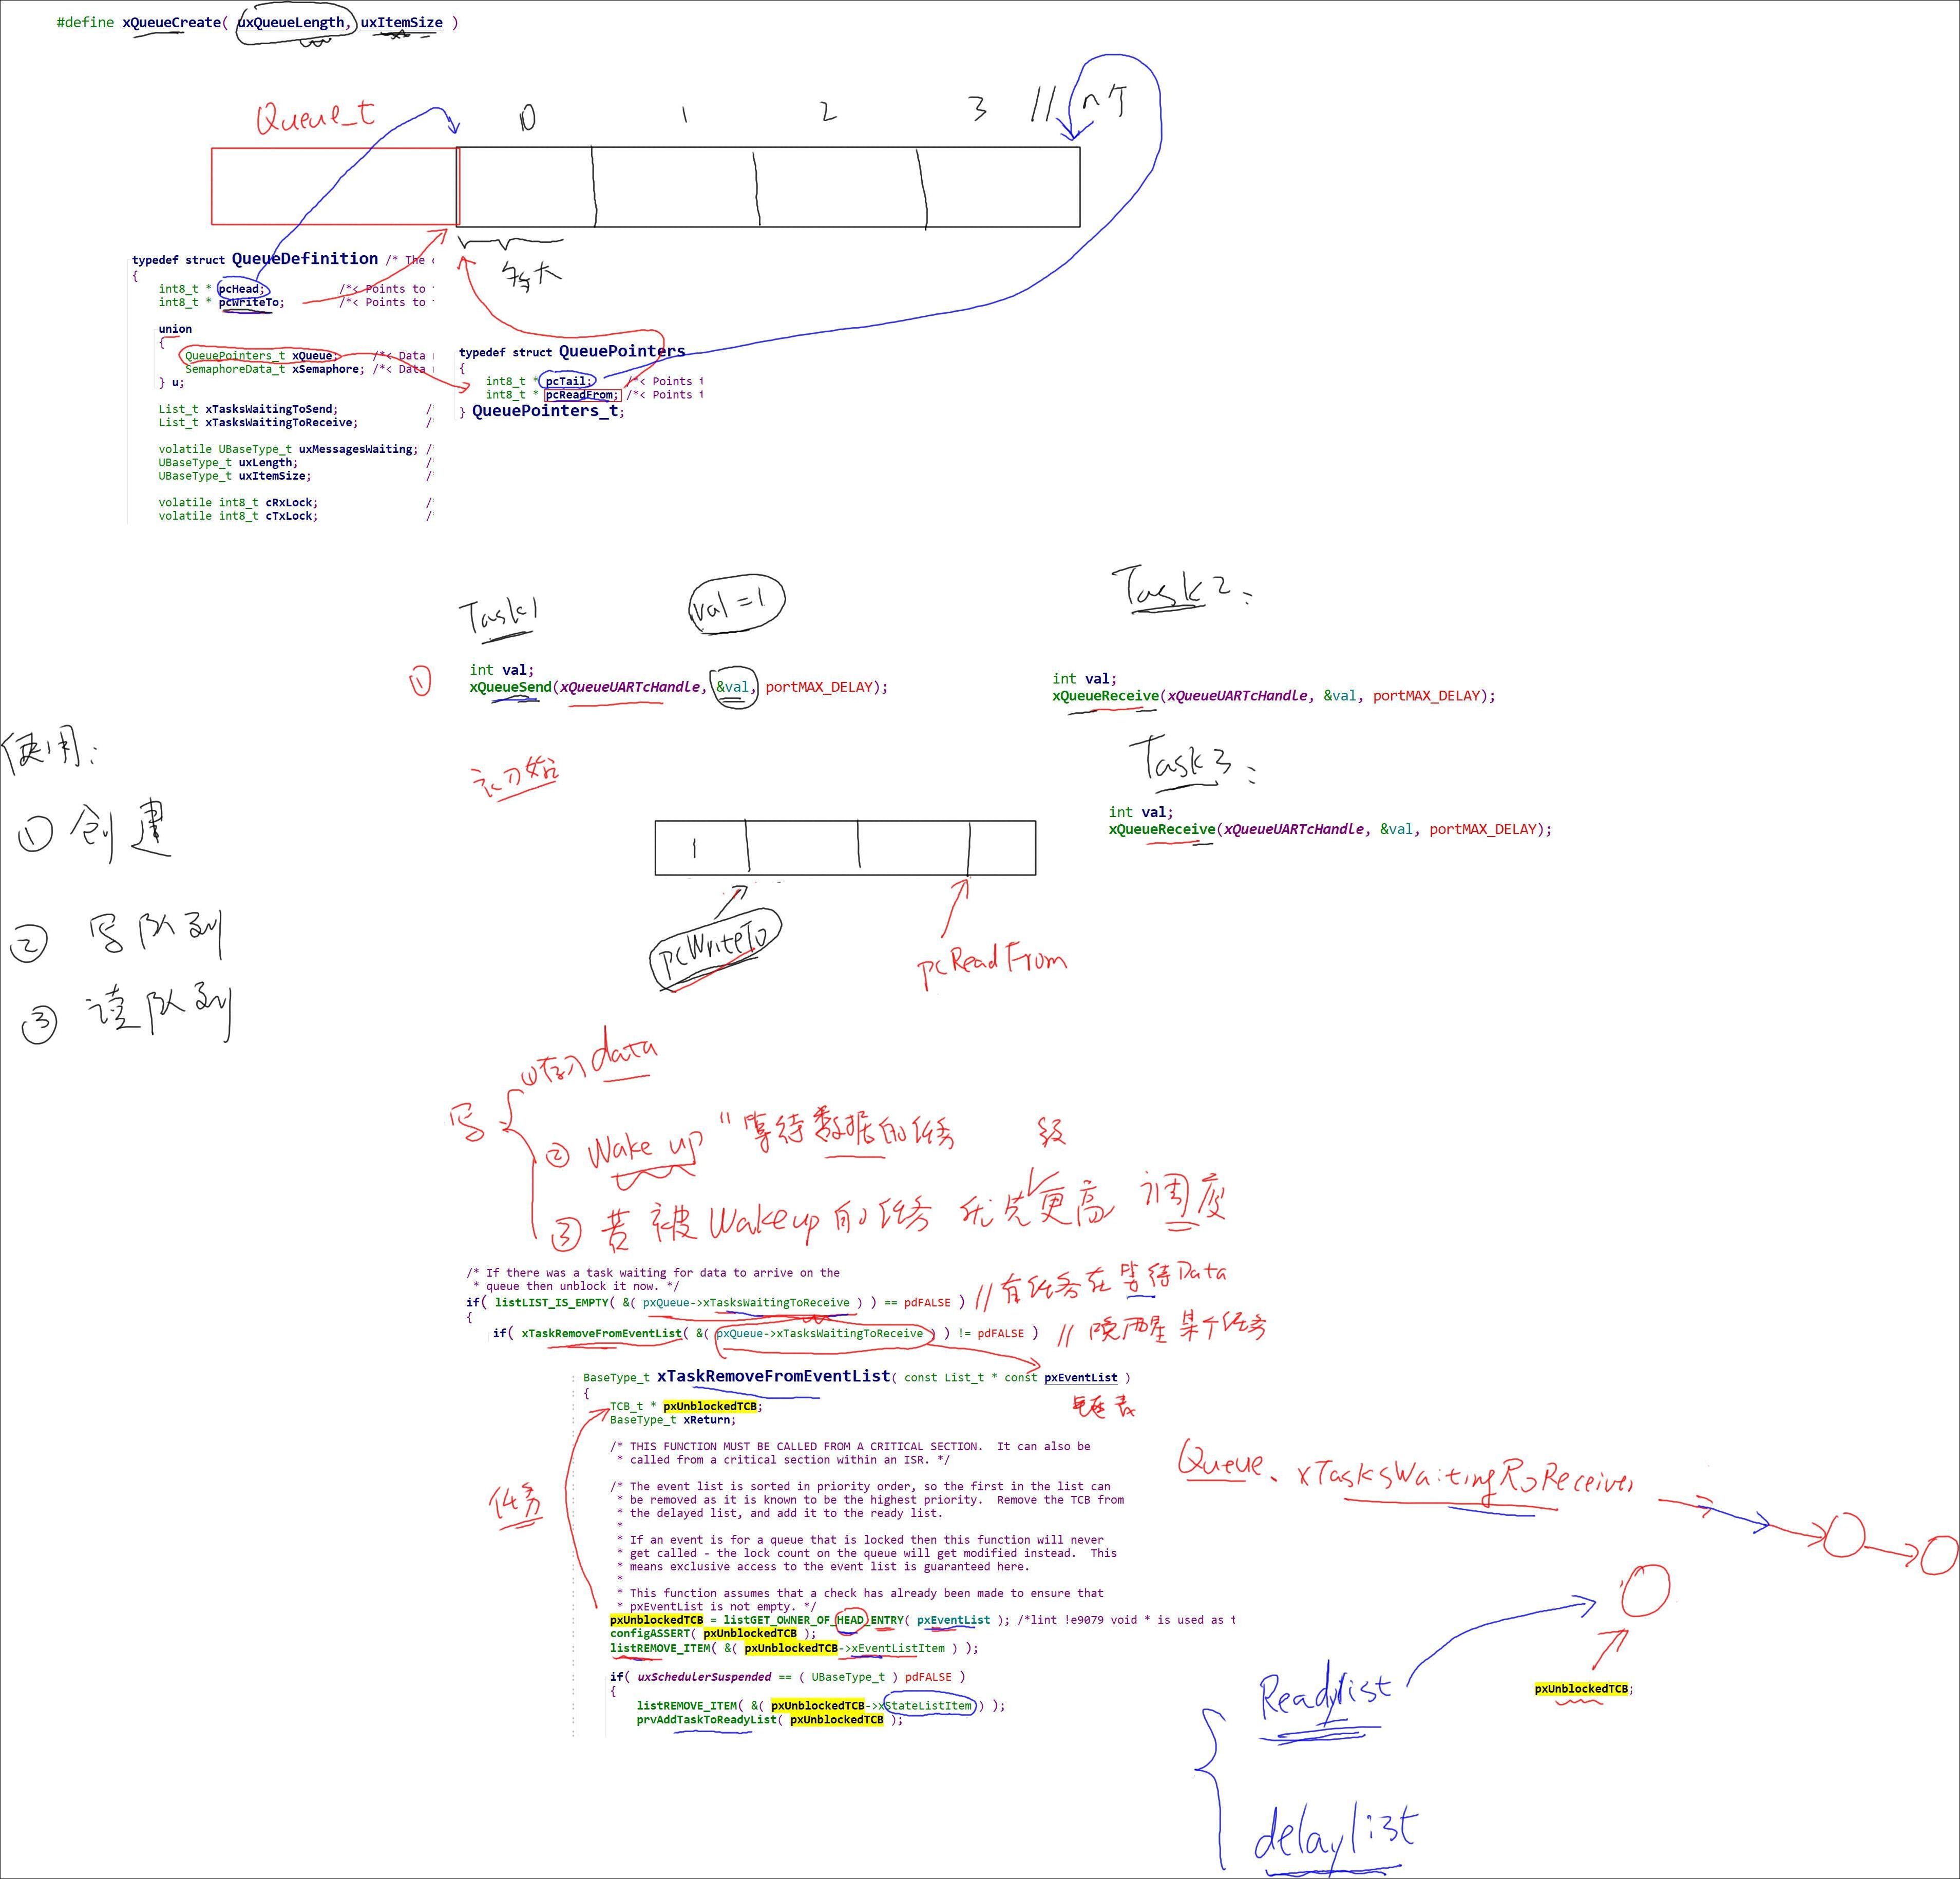 #define xQueueCreate( uxQueueLength, uxItemSize )
Queue_t 0 1 2 3 // n个
typedef struct QueueDefinition /* The
{
int8_t * pcHead; /*< Points to
int8_t * pcWriteTo; /*< Points to
union
{
QueuePointers_t xQueue; /*< Data
SemaphoreData_t xSemaphore; /*< Data
} u;
List_t xTasksWaitingToSend; /
List_t xTasksWaitingToReceive; /
volatile UBaseType_t uxMessagesWaiting; /
UBaseType_t uxLength; /
UBaseType_t uxItemSize; /
volatile int8_t cRxLock; /
volatile int8_t cTxLock; /
typedef struct QueuePointers
{
int8_t * pcTail; /*< Points
int8_t * pcReadFrom; /*< Points
} QueuePointers_t;
Task1 val=1
① int val;
xQueueSend(xQueueUARTcHandle, &val, portMAX_DELAY);
Task2:
int val;
xQueueReceive(xQueueUARTcHandle, &val, portMAX_DELAY);
Task3:
int val;
xQueueReceive(xQueueUARTcHandle, &val, portMAX_DELAY);
使用:
①创建
②写队列
③读队列
初始
1
pcWriteTo
pcReadFrom
写
①存入data
② Wake up "等待数据的任务
级
③若被Wakeup的任务优先更高 调度
/* If there was a task waiting for data to arrive on the
* queue then unblock it now. */
if( listLIST_IS_EMPTY( &( pxQueue->xTasksWaitingToReceive ) ) == pdFALSE ) //有任务在等待Data
{
if( xTaskRemoveFromEventList( &( pxQueue->xTasksWaitingToReceive ) ) != pdFALSE ) //唤醒某个任务
BaseType_t xTaskRemoveFromEventList( const List_t * const pxEventList )
{
链表
TCB_t * pxUnblockedTCB;
BaseType_t xReturn;
/* THIS FUNCTION MUST BE CALLED FROM A CRITICAL SECTION. It can also be
* called from a critical section within an ISR. */
/* The event list is sorted in priority order, so the first in the list can
* be removed as it is known to be the highest priority. Remove the TCB from
* the delayed list, and add it to the ready list.
*
* If an event is for a queue that is locked then this function will never
* get called - the lock count on the queue will get modified instead. This
* means exclusive access to the event list is guaranteed here.
*
* This function assumes that a check has already been made to ensure that
* pxEventList is not empty. */
pxUnblockedTCB = listGET_OWNER_OF_HEAD_ENTRY( pxEventList ); /*lint !e9079 void * is used as t
configASSERT( pxUnblockedTCB );
listREMOVE_ITEM( &( pxUnblockedTCB->xEventListItem ) );
if( uxSchedulerSuspended == ( UBaseType_t ) pdFALSE )
{
listREMOVE_ITEM( &( pxUnblockedTCB->xStateListItem ) );
prvAddTaskToReadyList( pxUnblockedTCB );
任务
Queue. xTasksWaitingRoReceive
pxUnblockedTCB;
Readylist
delaylist